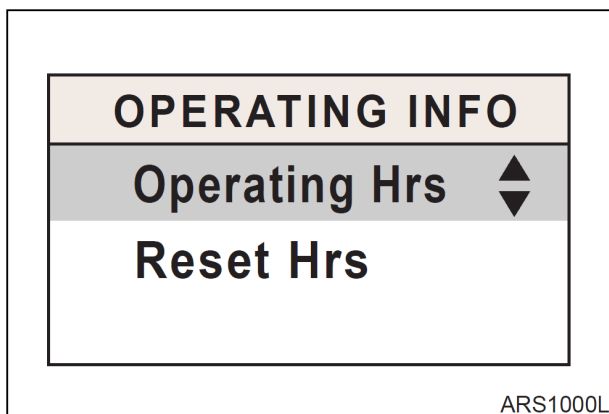 OPERATING INFO
Operating Hrs
Reset Hrs
ARS1000L